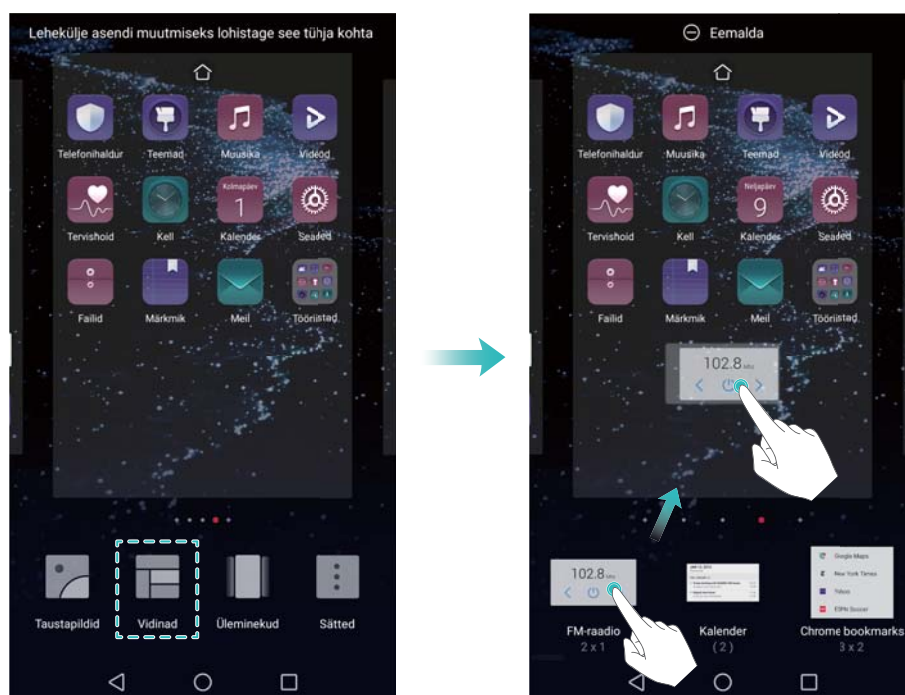 Lehekülje asendi muutmiseks lohistage see tühja kohta
Telefonihaldur Teemad Muusika Videod
Kolmapäev
1
Tervishoid Kell Kalender Seaded
Failid Märkmik Meil Tööriistad
Taustapildid Vidinad Üleminekud Sätted
Eemalda
Telefonihaldur Muusika Teemad Videod
Neljapäev
9
Tervishoid Kell Kalender Seaded
Failid Märkmik Meil Tööriistad
102.8 MHz
102.8 MHz
Google Maps
New York Times
Yahoo
ESPN Soccer
FM-raadio Kalender Chrome bookmarks
2 x 1 ( 2 ) 3 x 2